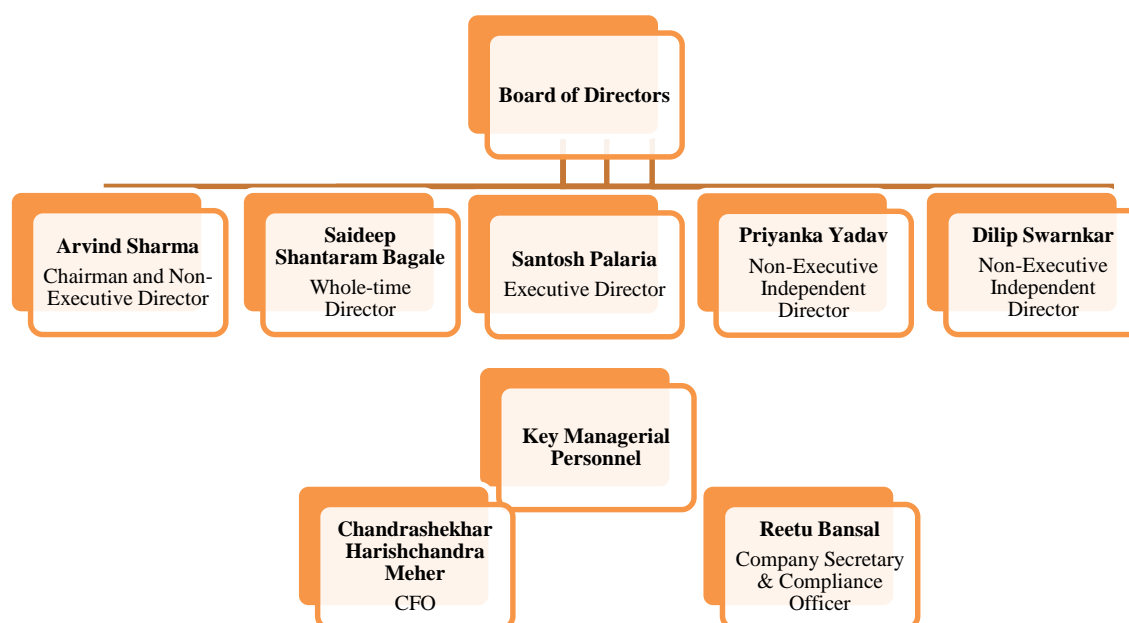 Board of Directors
Arvind Sharma
Chairman and Non-
Executive Director
Saideep
Shantaram Bagale
Whole-time
Director
Santosh Palaria
Executive Director
Priyanka Yadav
Non-Executive
Independent
Director
Dilip Swarnkar
Non-Executive
Independent
Director
Key Managerial
Personnel
Chandrashekhar
Harishchandra
Meher
CFO
Reetu Bansal
Company Secretary
& Compliance
Officer